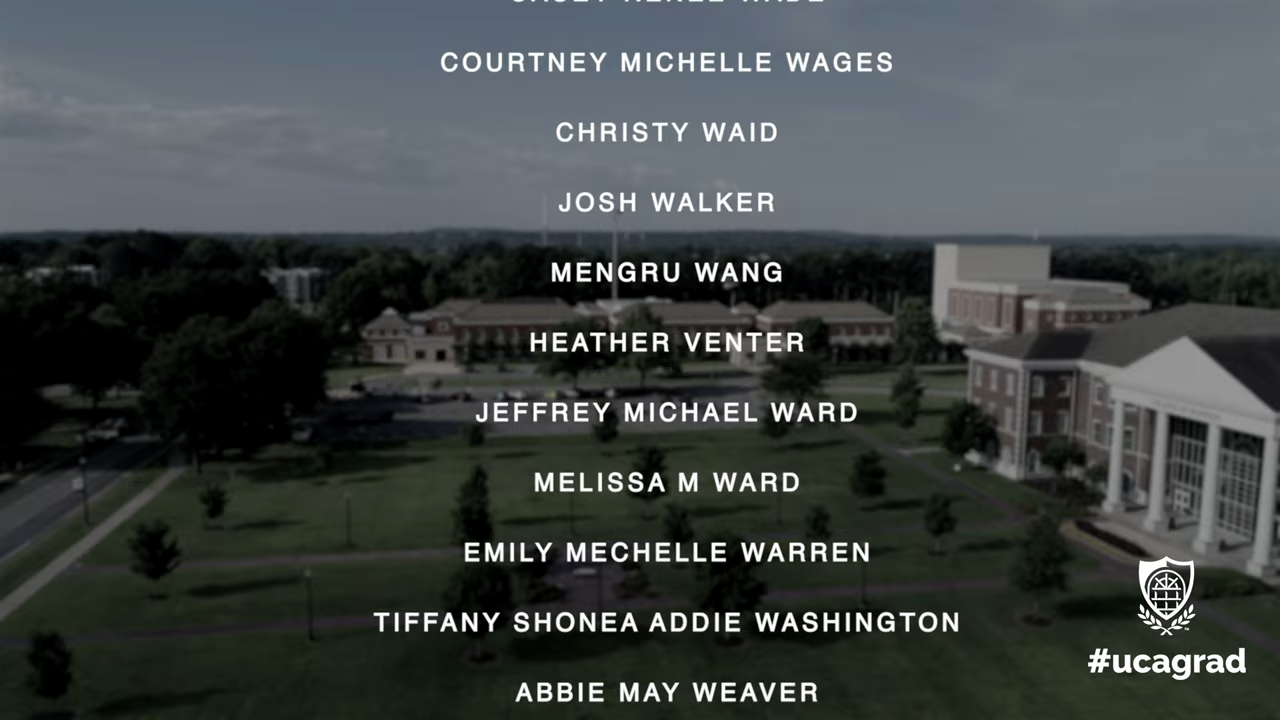 COURTNEY MICHELLE WAGES
CHRISTY WAID
JOSH WALKER
MENGRU WANG
HEATHER VENTER
JEFFREY MICHAEL WARD
MELISSA M WARD
EMILY MECHELLE WARREN
TIFFANY SHONEA ADDIE WASHINGTON
ABBIE MAY WEAVER
#ucagrad